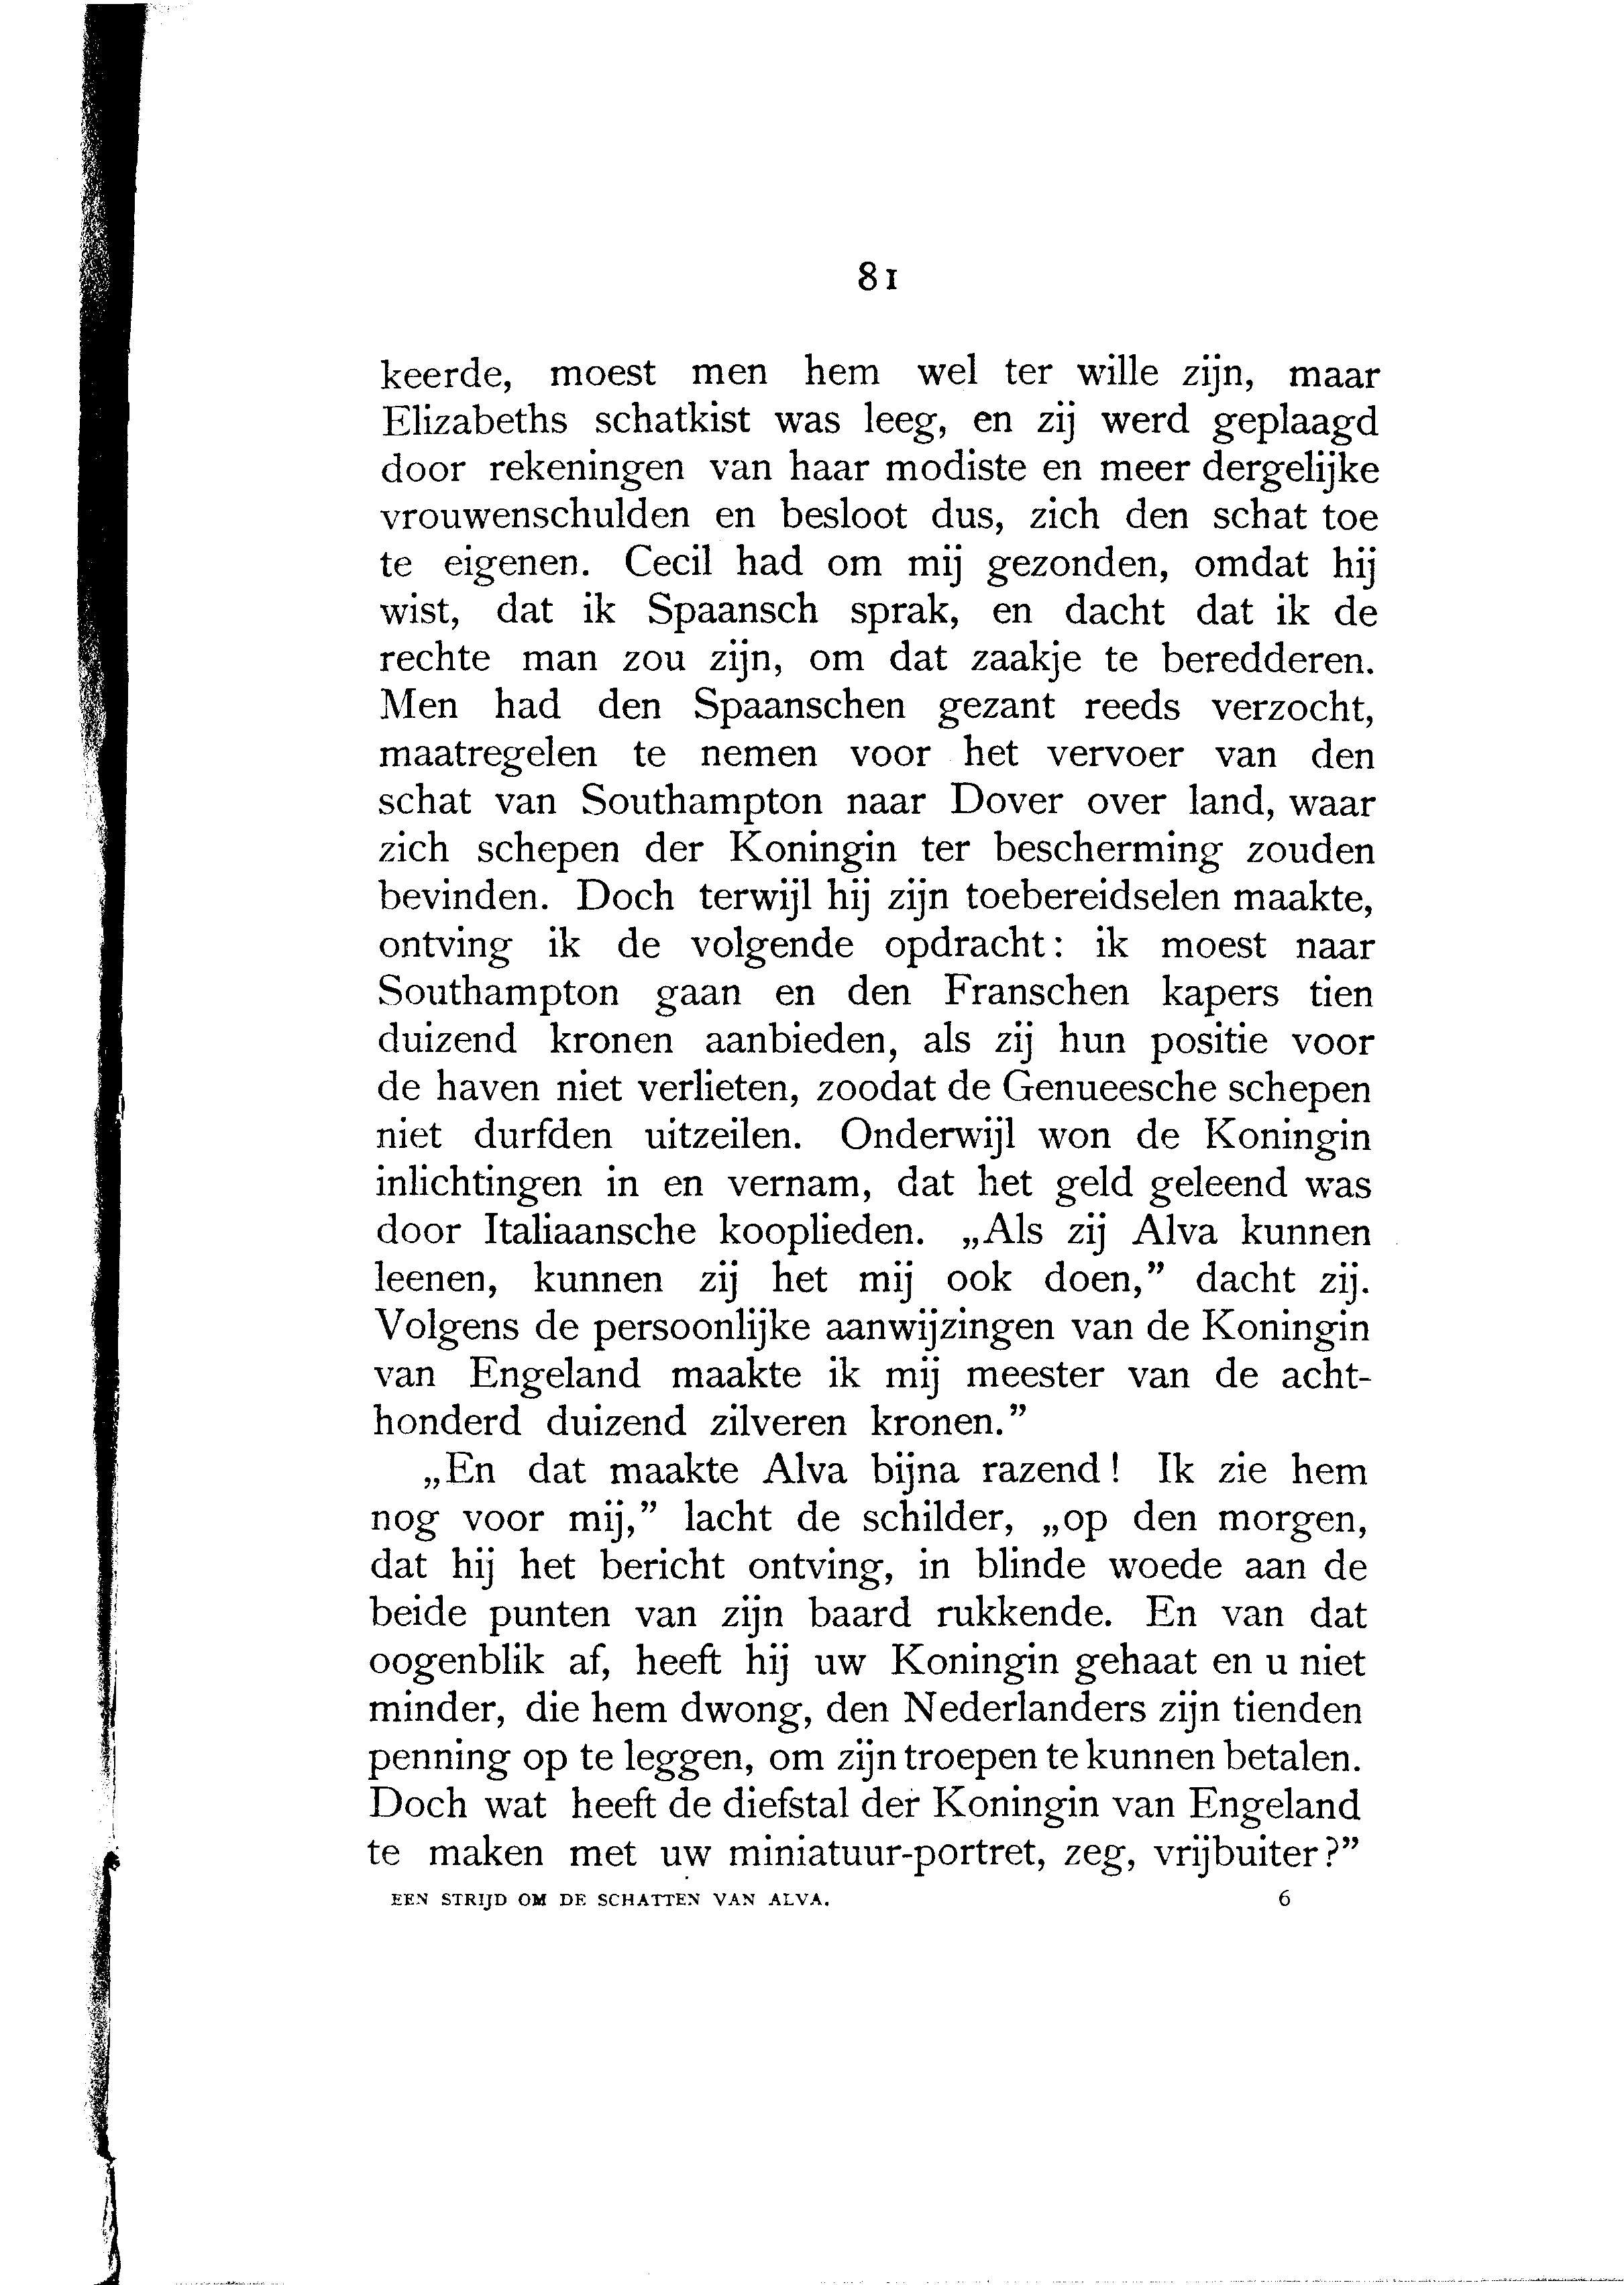 81
keerde, moest men hem wel ter wille zijn, maar
Elizabeths schatkist was leeg, en zij werd geplaagd
door rekeningen van haar modiste en meer dergelijke
vrouwenschulden en besloot dus, zich den schat toe
te eigenen. Cecil had om mij gezonden, omdat hij
wist, dat ik Spaansch sprak, en dacht dat ik de
rechte man zou zijn, om dat zaakje te beredderen.
Men had den Spaanschen gezant reeds verzocht,
maatregelen te nemen voor het vervoer van den
schat van Southampton naar Dover over land, waar
zich schepen der Koningin ter bescherming zouden
bevinden. Doch terwijl hij zijn toebereidselen maakte,
ontving ik de volgende opdracht: ik moest naar
Southampton gaan en den Franschen kapers tien
duizend kronen aanbieden, als zij hun positie voor
de haven niet verlieten, zoodat de Genueesche schepen
niet durfden uitzeilen. Onderwijl won de Koningin
inlichtingen in en vernam, dat het geld geleend was
door Italiaansche kooplieden. „Als zij Alva kunnen
leenen, kunnen zij het mij ook doen,” dacht zij.
Volgens de persoonlijke aanwijzingen van de Koningin
van Engeland maakte ik mij meester van de acht-
honderd duizend zilveren kronen.”
„En dat maakte Alva bijna razend! Ik zie hem
nog voor mij,” lacht de schilder, „op den morgen,
dat hij het bericht ontving, in blinde woede aan de
beide punten van zijn baard rukkende. En van dat
oogenblik af, heeft hij uw Koningin gehaat en u niet
minder, die hem dwong, den Nederlanders zijn tienden
penning op te leggen, om zijn troepen te kunnen betalen.
Doch wat heeft de diefstal der Koningin van Engeland
te maken met uw miniatuur-portret, zeg, vrijbuiter?”
EEN STRIJD OM DE SCHATTEN VAN ALVA. 6